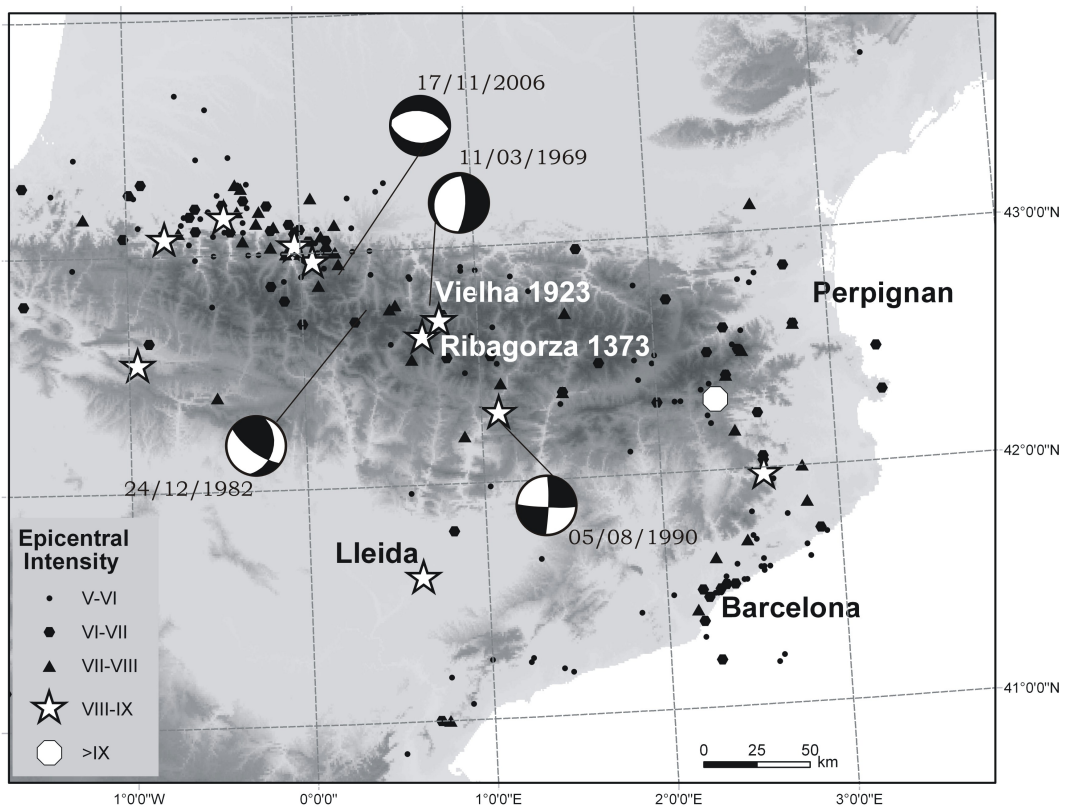 17/11/2006
11/03/1969
43°0'0"N
Vielha 1923
Perpignan
Ribagorza 1373
42°0'0"N
24/12/1982
05/08/1990
Epicentral
Intensity
V-VI
VI-VII
VII-VIII
VIII-IX
>IX
Lleida
Barcelona
41°0'0"N
0 25 50
km
1°0'0"W 0°0'0" 1°0'0"E 2°0'0"E 3°0'0"E